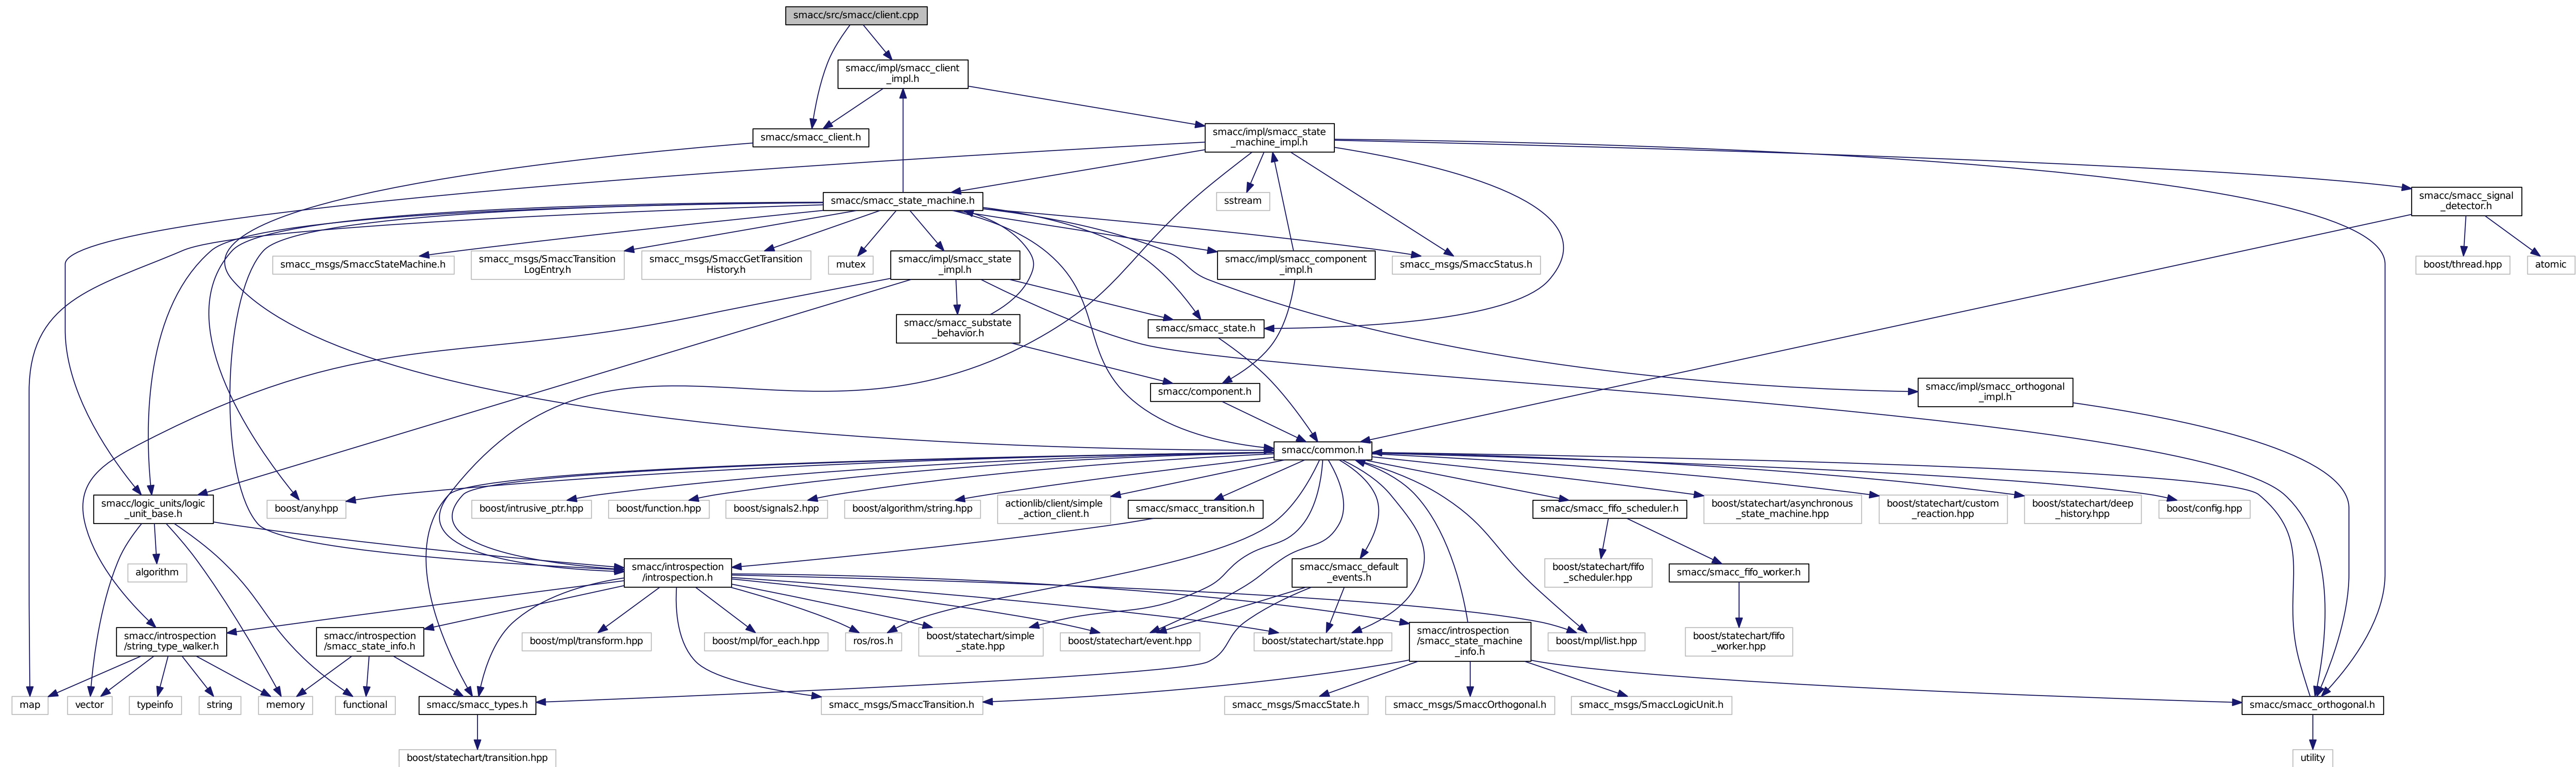 smacc/src/smacc/client.cpp
smacc/impl/smacc_client
_impl.h
smacc/smacc_client.h
smacc/impl/smacc_state
_machine_impl.h
smacc/smacc_state_machine.h
sstream
smacc/smacc_signal
_detector.h
smacc_msgs/SmaccStateMachine.h
smacc_msgs/SmaccTransition
LogEntry.h
smacc_msgs/SmaccGetTransition
History.h
mutex
smacc/impl/smacc_state
_impl.h
smacc/impl/smacc_component
_impl.h
smacc_msgs/SmaccStatus.h
boost/thread.hpp
atomic
smacc/smacc_substate
_behavior.h
smacc/smacc_state.h
smacc/component.h
smacc/impl/smacc_orthogonal
_impl.h
smacc/common.h
smacc/logic_units/logic
_unit_base.h
boost/any.hpp
boost/intrusive_ptr.hpp
boost/function.hpp
boost/signals2.hpp
boost/algorithm/string.hpp
actionlib/client/simple
_action_client.h
smacc/smacc_transition.h
smacc/smacc_fifo_scheduler.h
boost/statechart/asynchronous
_state_machine.hpp
boost/statechart/custom
_reaction.hpp
boost/statechart/deep
_history.hpp
boost/config.hpp
algorithm
smacc/introspection
/introspection.h
smacc/smacc_default
_events.h
boost/statechart/fifo
_scheduler.hpp
smacc/smacc_fifo_worker.h
smacc/introspection
/string_type_walker.h
smacc/introspection
/smacc_state_info.h
boost/mpl/transform.hpp
boost/mpl/for_each.hpp
ros/ros.h
boost/statechart/simple
_state.hpp
boost/statechart/event.hpp
boost/statechart/state.hpp
smacc/introspection
/smacc_state_machine
_info.h
boost/mpl/list.hpp
boost/statechart/fifo
_worker.hpp
map
vector
typeinfo
string
memory
functional
smacc/smacc_types.h
smacc_msgs/SmaccTransition.h
smacc_msgs/SmaccState.h
smacc_msgs/SmaccOrthogonal.h
smacc_msgs/SmaccLogicUnit.h
smacc/smacc_orthogonal.h
boost/statechart/transition.hpp
utility